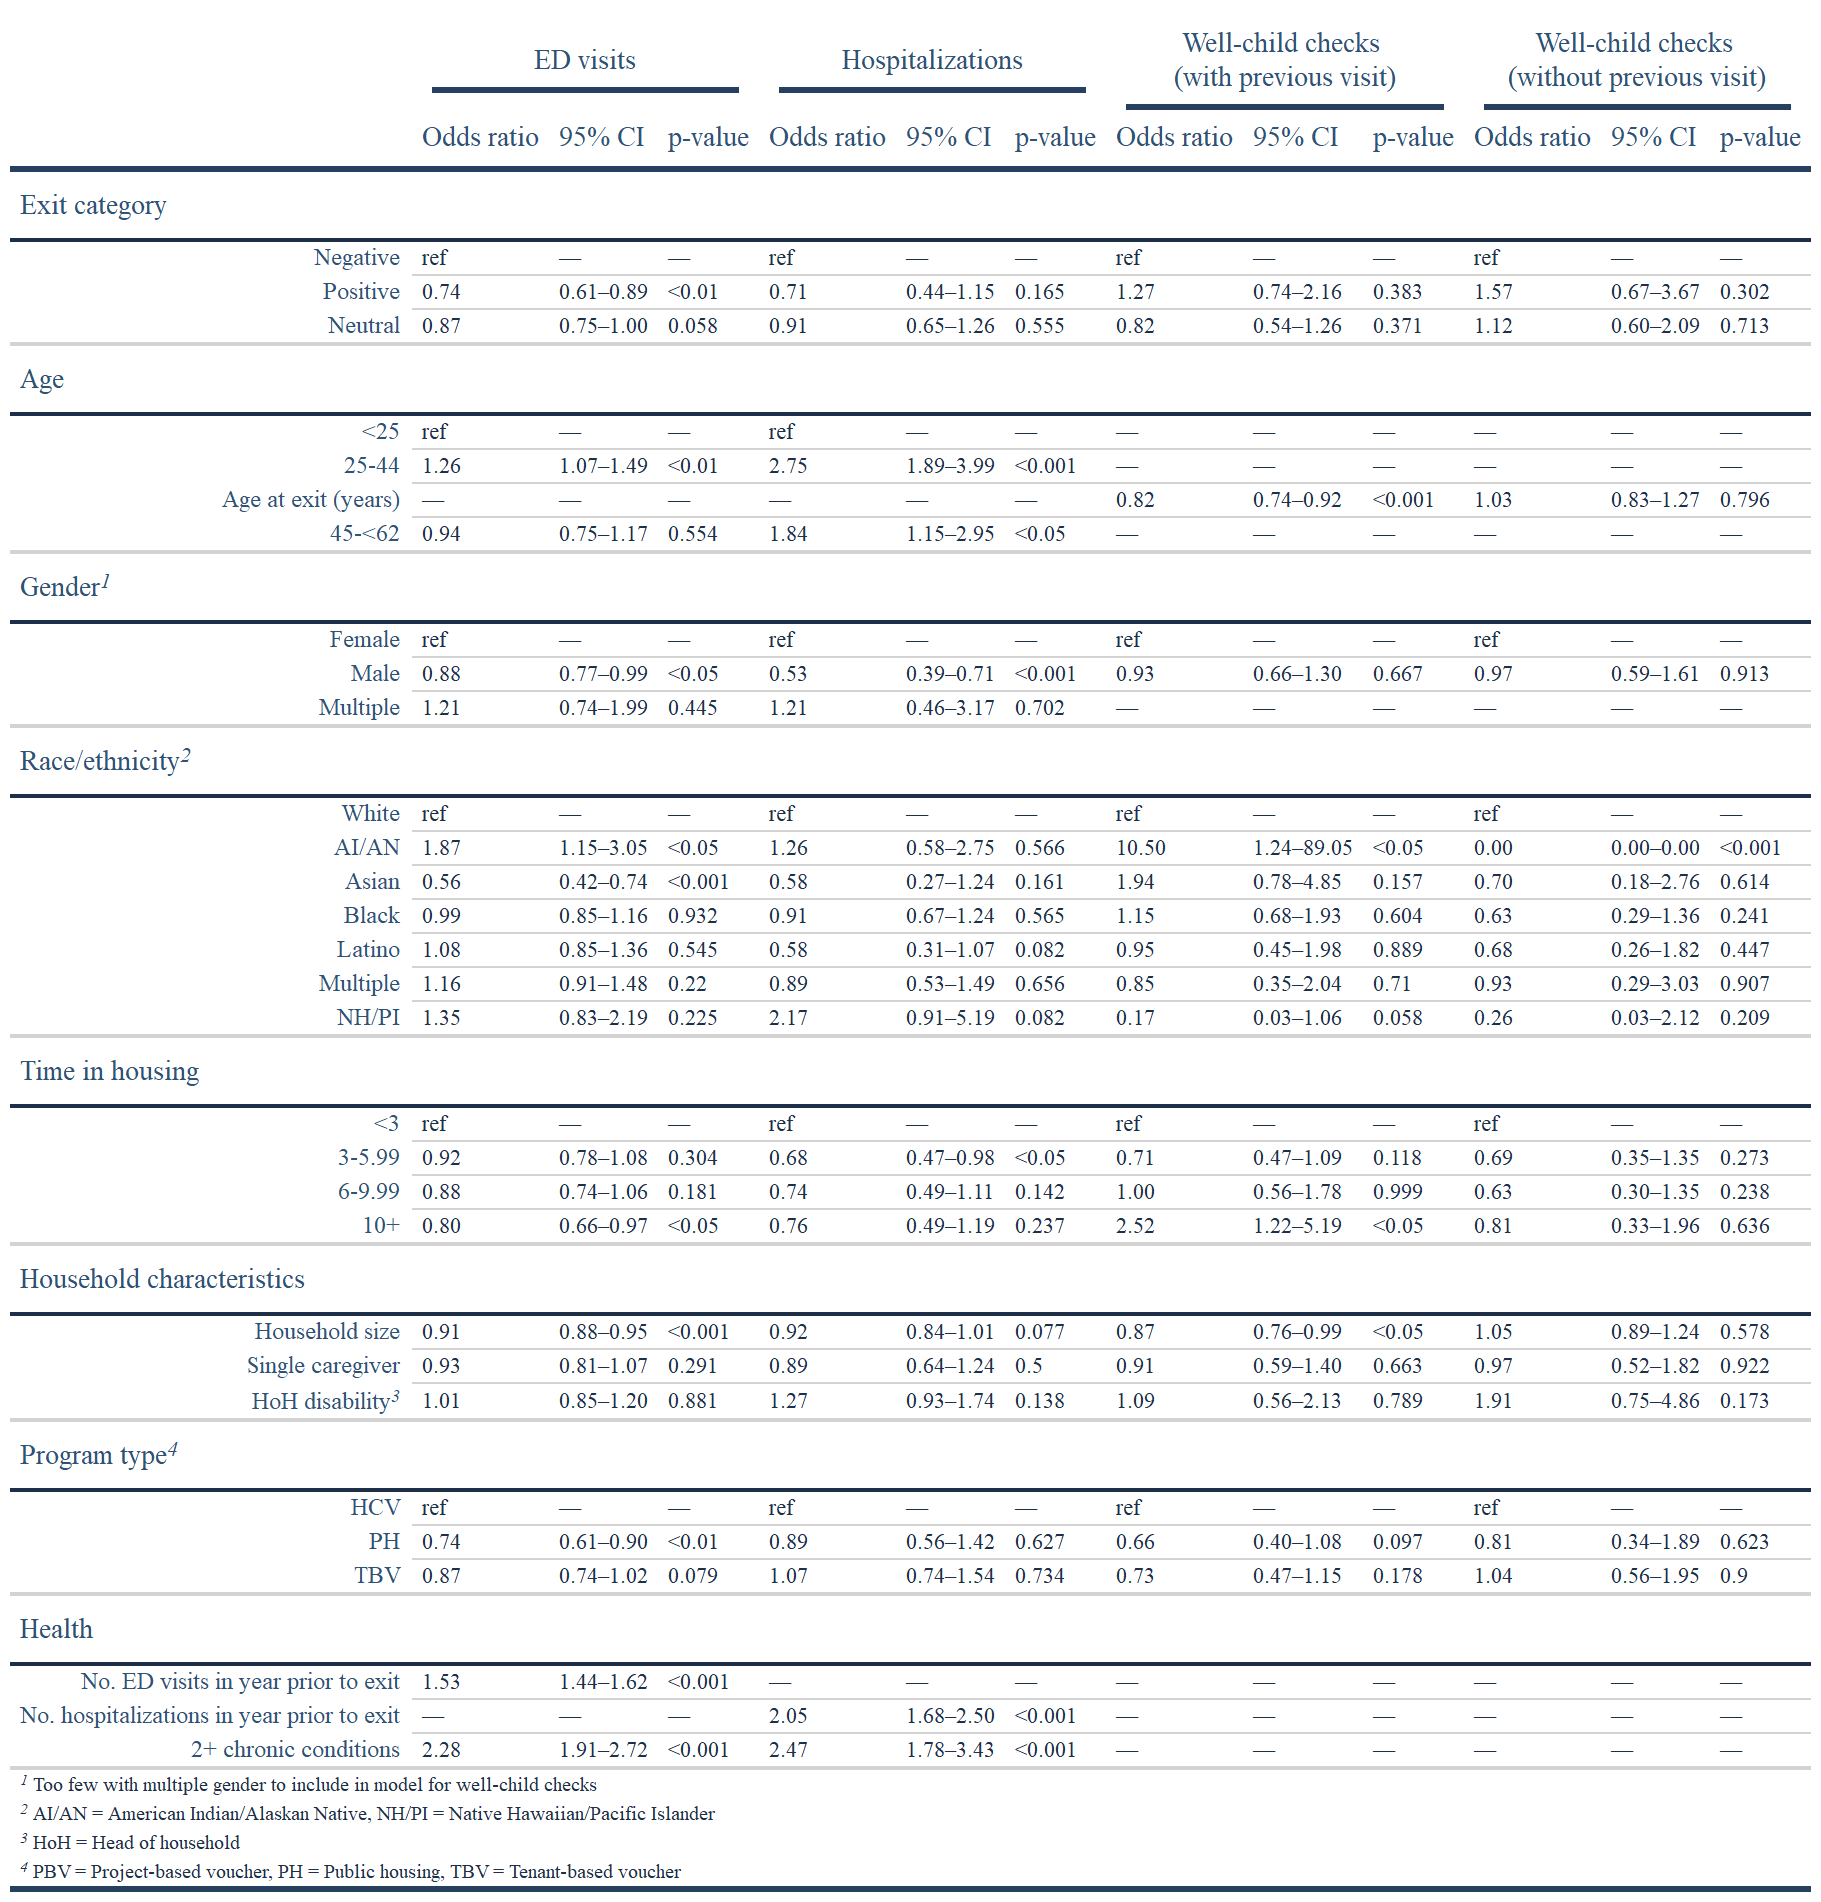 ED visits Hospitalizations Well-child checks (with previous visit) Well-child checks (without previous visit)
Odds ratio 95% CI p-value Odds ratio 95% CI p-value Odds ratio 95% CI p-value Odds ratio 95% CI p-value
Exit category
Negative ref — — ref — — ref — — ref — —
Positive 0.74 0.61–0.89 <0.01 0.71 0.44–1.15 0.165 1.27 0.74–2.16 0.383 1.57 0.67–3.67 0.302
Neutral 0.87 0.75–1.00 0.058 0.91 0.65–1.26 0.555 0.82 0.54–1.26 0.371 1.12 0.60–2.09 0.713
Age
<25 ref — — ref — — — — — — — —
25-44 1.26 1.07–1.49 <0.01 2.75 1.89–3.99 <0.001 — — — — — —
Age at exit (years) — — — — — — 0.82 0.74–0.92 <0.001 1.03 0.83–1.27 0.796
45-<62 0.94 0.75–1.17 0.554 1.84 1.15–2.95 <0.05 — — — — — —
Gender1
Female ref — — ref — — ref — — ref — —
Male 0.88 0.77–0.99 <0.05 0.53 0.39–0.71 <0.001 0.93 0.66–1.30 0.667 0.97 0.59–1.61 0.913
Multiple 1.21 0.74–1.99 0.445 1.21 0.46–3.17 0.702 — — — — — —
Race/ethnicity2
White ref — — ref — — ref — — ref — —
AI/AN 1.87 1.15–3.05 <0.05 1.26 0.58–2.75 0.566 10.50 1.24–89.05 <0.05 0.00 0.00–0.00 <0.001
Asian 0.56 0.42–0.74 <0.001 0.58 0.27–1.24 0.161 1.94 0.78–4.85 0.157 0.70 0.18–2.76 0.614
Black 0.99 0.85–1.16 0.932 0.91 0.67–1.24 0.565 1.15 0.68–1.93 0.604 0.63 0.29–1.36 0.241
Latino 1.08 0.85–1.36 0.545 0.58 0.31–1.07 0.082 0.95 0.45–1.98 0.889 0.68 0.26–1.82 0.447
Multiple 1.16 0.91–1.48 0.22 0.89 0.53–1.49 0.656 0.85 0.35–2.04 0.71 0.93 0.29–3.03 0.907
NH/PI 1.35 0.83–2.19 0.225 2.17 0.91–5.19 0.082 0.17 0.03–1.06 0.058 0.26 0.03–2.12 0.209
Time in housing
<3 ref — — ref — — ref — — ref — —
3-5.99 0.92 0.78–1.08 0.304 0.68 0.47–0.98 <0.05 0.71 0.47–1.09 0.118 0.69 0.35–1.35 0.273
6-9.99 0.88 0.74–1.06 0.181 0.74 0.49–1.11 0.142 1.00 0.56–1.78 0.999 0.63 0.30–1.35 0.238
10+ 0.80 0.66–0.97 <0.05 0.76 0.49–1.19 0.237 2.52 1.22–5.19 <0.05 0.81 0.33–1.96 0.636
Household characteristics
Household size 0.91 0.88–0.95 <0.001 0.92 0.84–1.01 0.077 0.87 0.76–0.99 <0.05 1.05 0.89–1.24 0.578
Single caregiver 0.93 0.81–1.07 0.291 0.89 0.64–1.24 0.5 0.91 0.59–1.40 0.663 0.97 0.52–1.82 0.922
HoH disability3 1.01 0.85–1.20 0.881 1.27 0.93–1.74 0.138 1.09 0.56–2.13 0.789 1.91 0.75–4.86 0.173
Program type4
HCV ref — — ref — — ref — — ref — —
PH 0.74 0.61–0.90 <0.01 0.89 0.56–1.42 0.627 0.66 0.40–1.08 0.097 0.81 0.34–1.89 0.623
TBV 0.87 0.74–1.02 0.079 1.07 0.74–1.54 0.734 0.73 0.47–1.15 0.178 1.04 0.56–1.95 0.9
Health
No. ED visits in year prior to exit 1.53 1.44–1.62 <0.001 — — — — — — — — —
No. hospitalizations in year prior to exit — — — 2.05 1.68–2.50 <0.001 — — — — — —
2+ chronic conditions 2.28 1.91–2.72 <0.001 2.47 1.78–3.43 <0.001 — — — — — —
1 Too few with multiple gender to include in model for well-child checks
2 AI/AN = American Indian/Alaskan Native, NH/PI = Native Hawaiian/Pacific Islander
3 HoH = Head of household
4 PBV = Project-based voucher, PH = Public housing, TBV = Tenant-based voucher